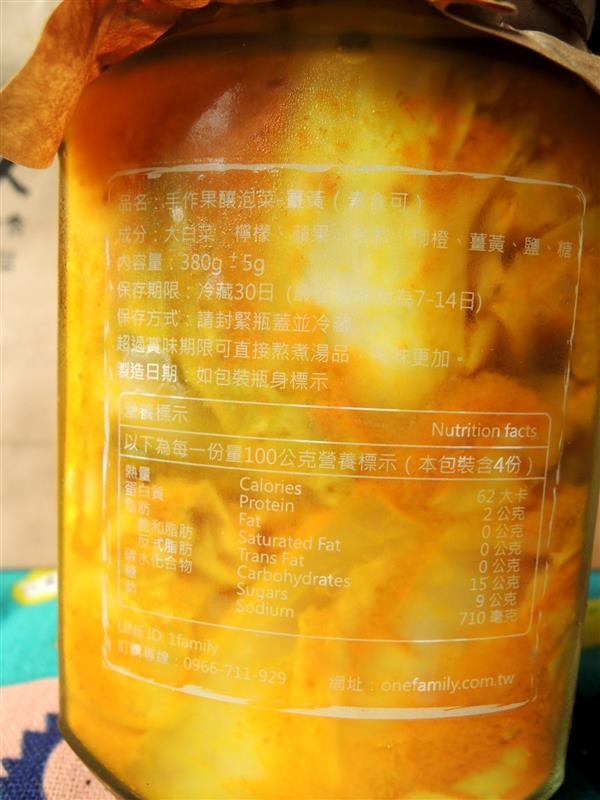 品名：手作果釀泡菜-薑黃（素食可）
成分：大白菜、檸檬、蘋果、柳橙、薑黃、鹽、糖
內容量：380g ± 5g
保存期限：冷藏30日 (為7-14日)
保存方式：請封緊瓶蓋並冷藏
超過賞味期限可直接熬煮湯品，味更加。
製造日期：如包裝瓶身標示
營養標示 Nutrition facts
以下為每一份量100公克營養標示（本包裝含4份）
熱量 Calories 62 大卡
蛋白質 Protein 2 公克
脂肪 Fat 0 公克
飽和脂肪 Saturated Fat 0 公克
反式脂肪 Trans Fat 0 公克
碳水化合物 Carbohydrates 15 公克
糖 Sugars 9 公克
鈉 Sodium 710 毫克
LINE ID: 1family
訂購專線：0966-711-929 網址：onefamily.com.tw